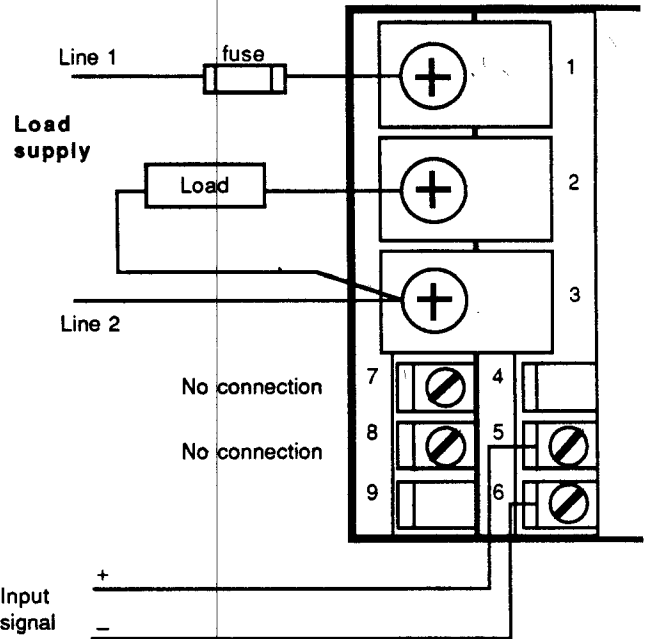 Line 1
fuse
1
Load
supply
Load
2
3
Line 2
7
4
No connection
8
5
No connection
9
6
+
Input
signal
–